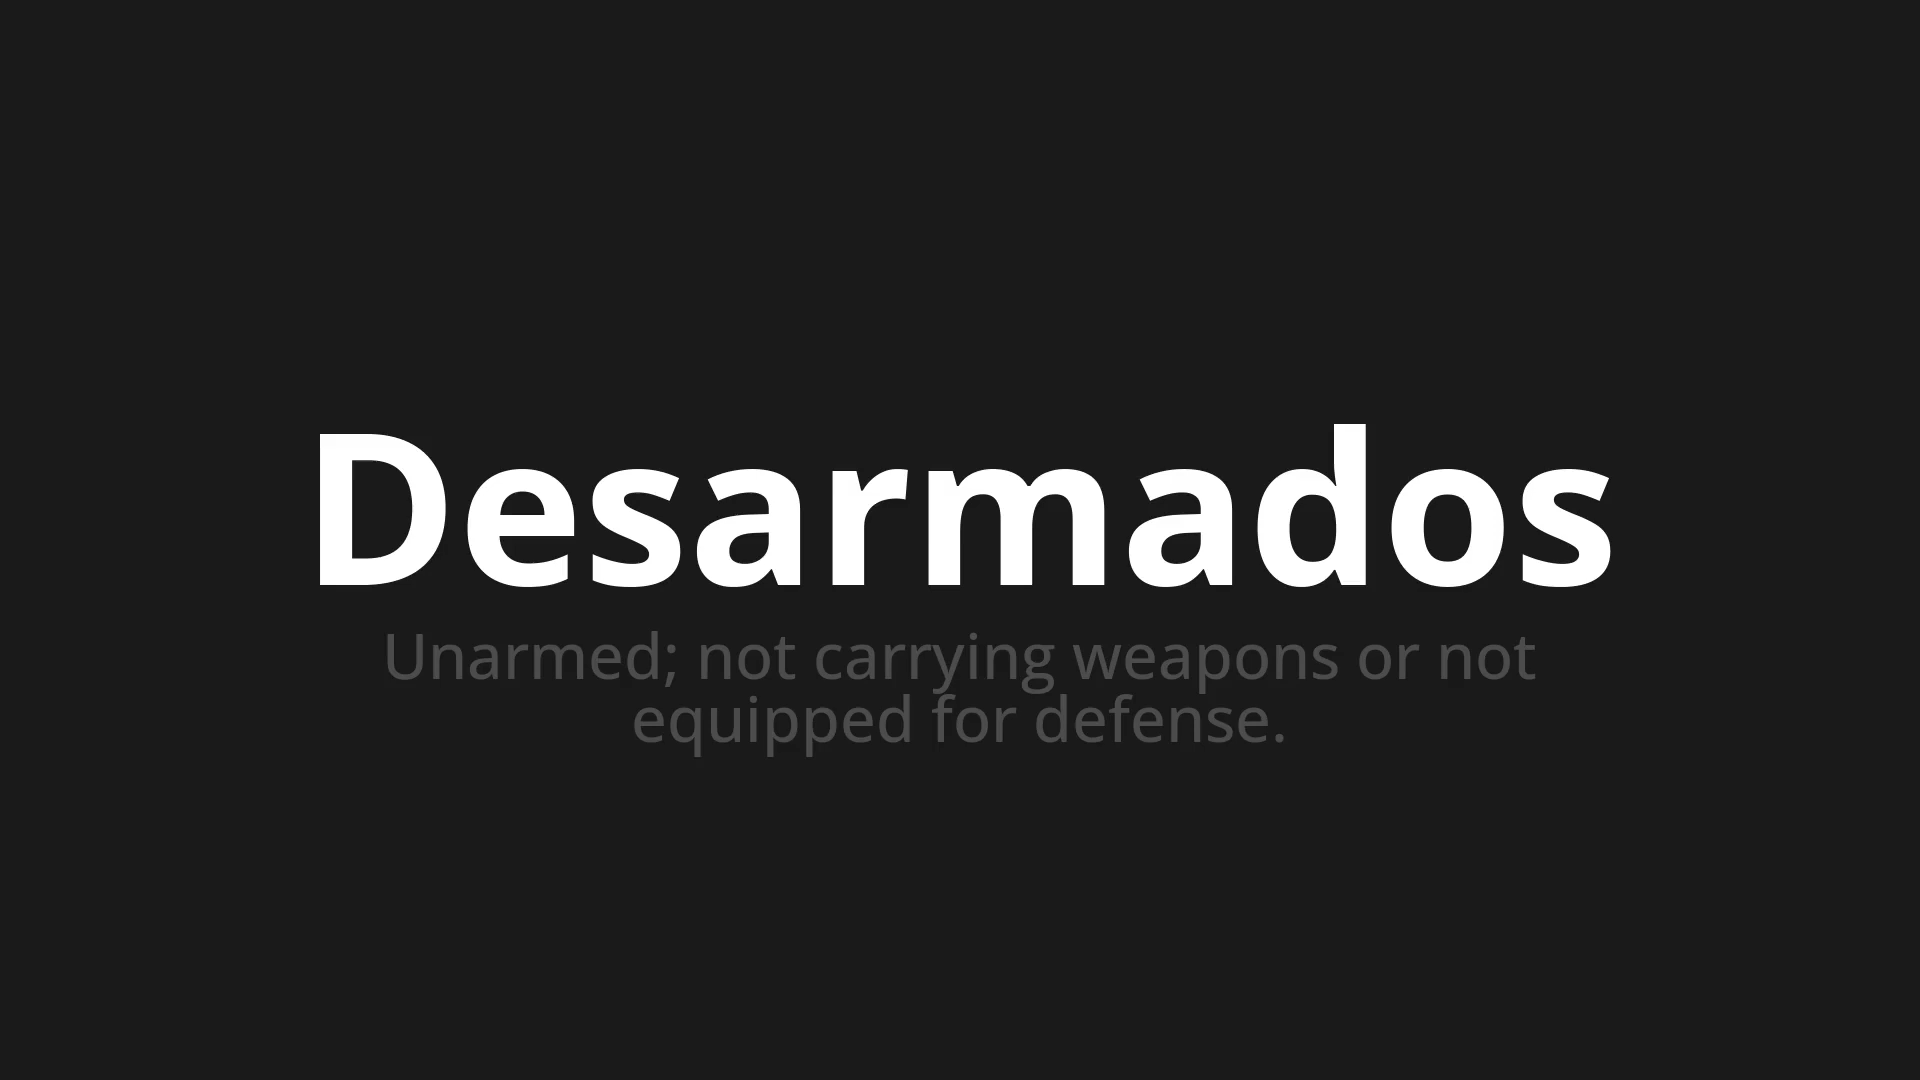 Desarmados
Unarmed; not carrying weapons or not
equipped for defense.